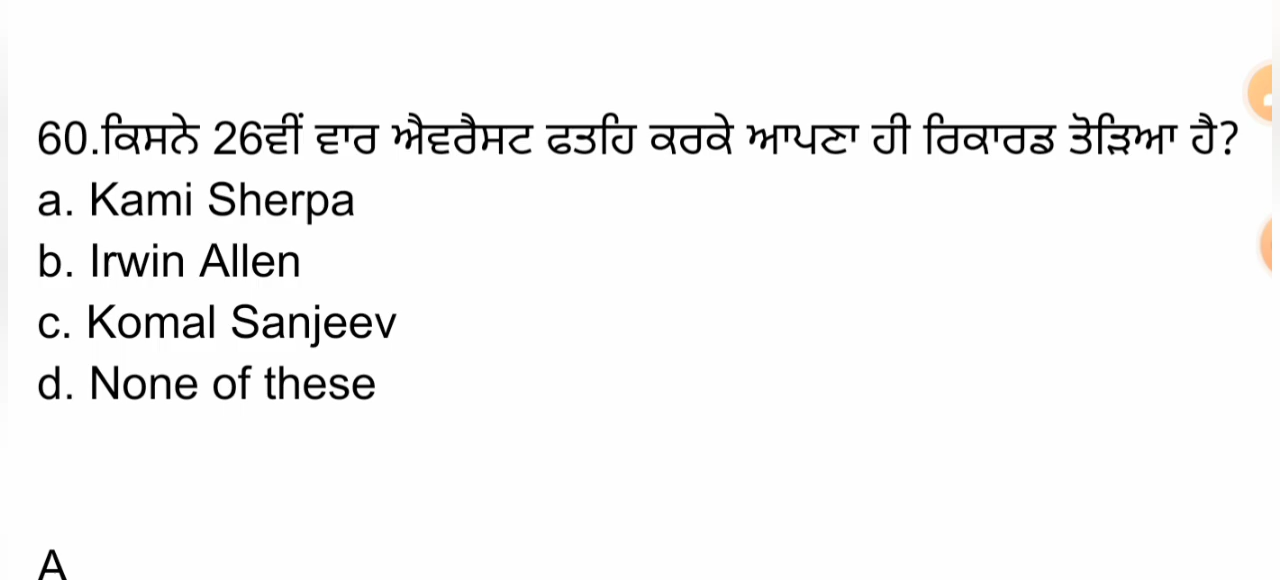 60.ਕਿਸਨੇ 26ਵੀਂ ਵਾਰ ਐਵਰੈਸਟ ਫਤਹਿ ਕਰਕੇ ਆਪਣਾ ਹੀ ਰਿਕਾਰਡ ਤੋੜਿਆ ਹੈ?
a. Kami Sherpa
b. Irwin Allen
c. Komal Sanjeev
d. None of these
A